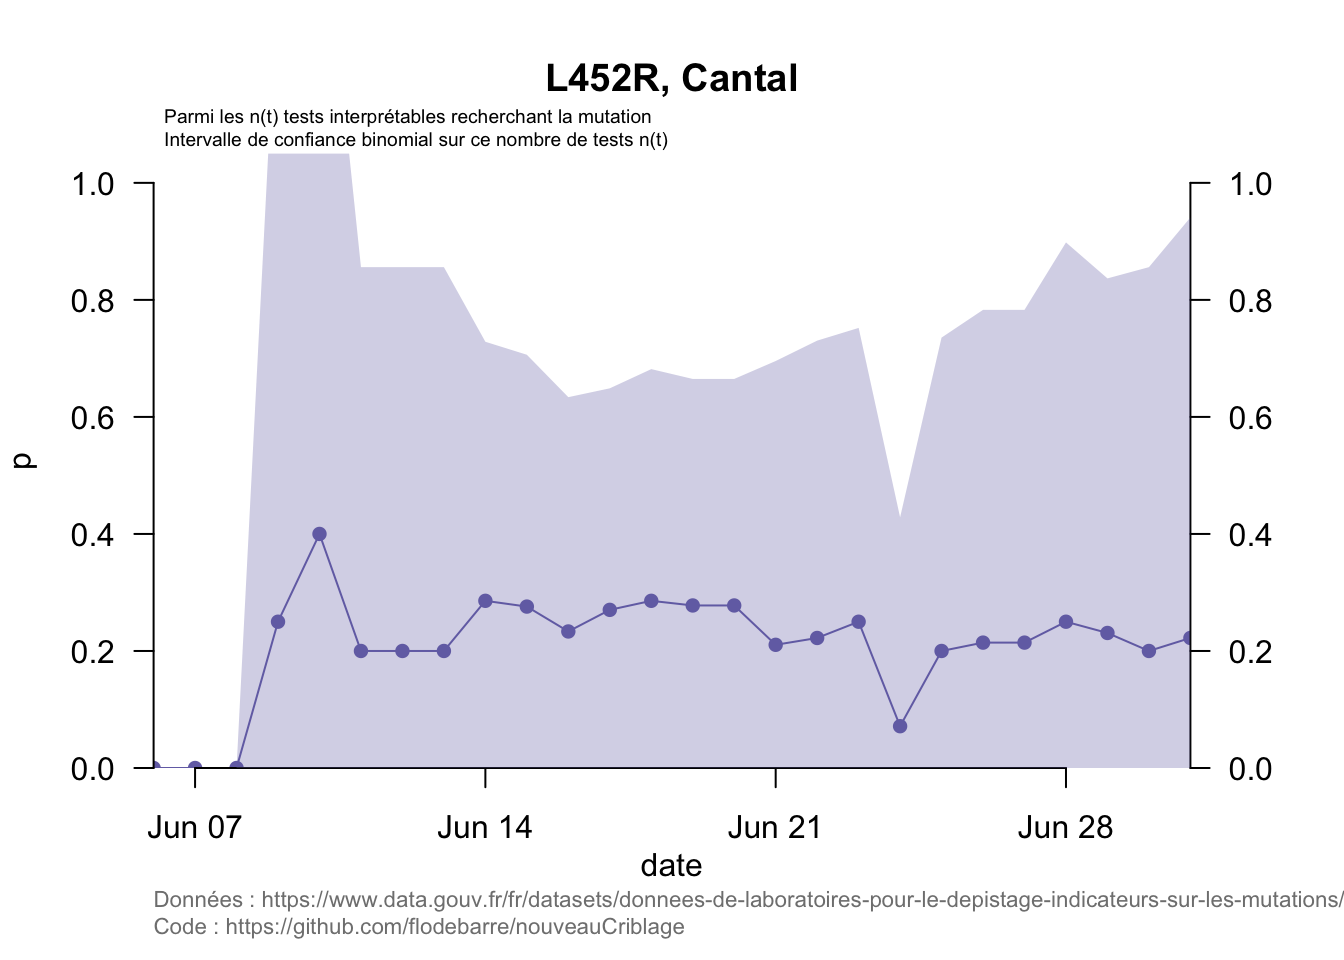 L452R, Cantal
Parmi les n(t) tests interprétables recherchant la mutation
Intervalle de confiance binomial sur ce nombre de tests n(t)
1.0 1.0
0.8 0.8
0.6 0.6
p
0.4 0.4
0.2 0.2
0.0 0.0
Jun 07 Jun 14 Jun 21 Jun 28
date
Données : https://www.data.gouv.fr/fr/datasets/donnees-de-laboratoires-pour-le-depistage-indicateurs-sur-les-mutations/
Code : https://github.com/flodebarre/nouveauCriblage